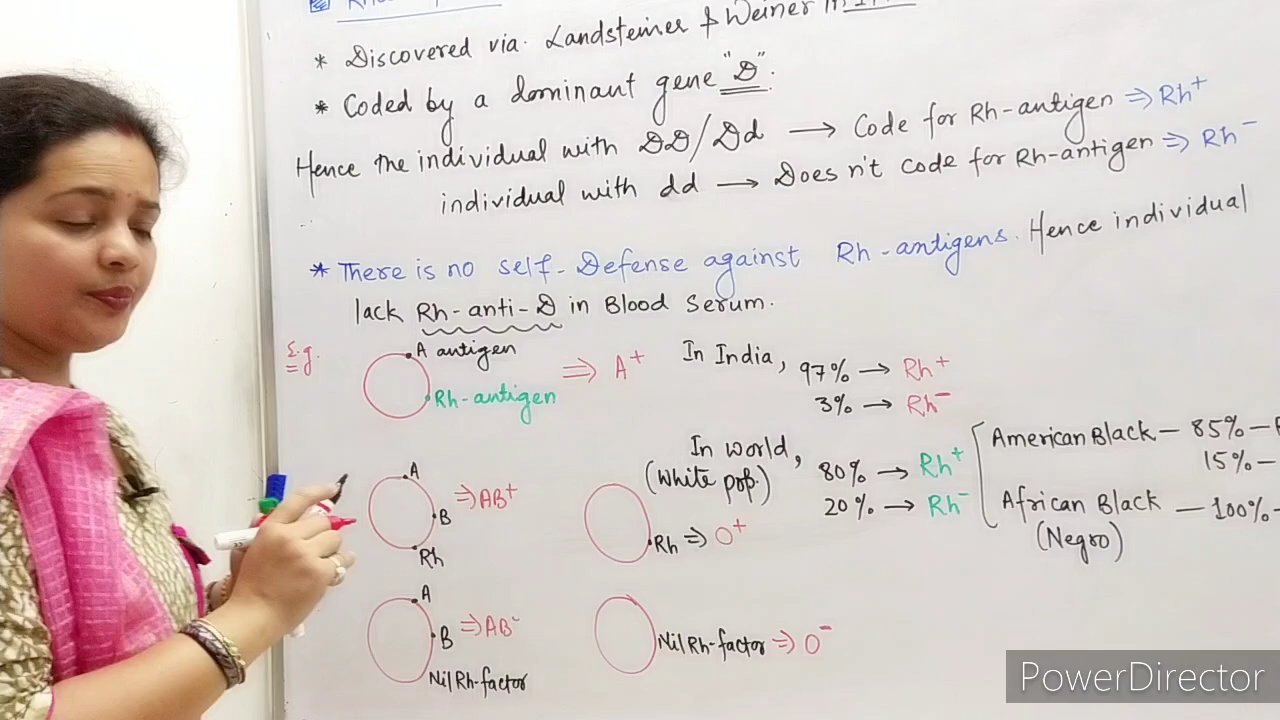 * Discovered via. Landsteiner & Weiner in
* Coded by a dominant gene "D".
Hence the individual with DD/Dd → Code for Rh-antigen ⇒ Rh+
individual with dd → Does n't code for Rh-antigen ⇒ Rh−
* There is no self-Defense against Rh-antigens. Hence individual
lack Rh-anti-D in Blood Serum.
E.g.
A antigen
Rh-antigen
⇒ A+
In India, 97% → Rh+
3% → Rh−
In world, (White pop.)
80% → Rh+
20% → Rh−
American Black — 85% —
15% —
African Black (Negro) — 100% —
A
B
Rh
⇒ AB+
Rh ⇒ O+
A
B
Nil Rh-factor
⇒ AB-
Nil Rh-factor ⇒ O−
PowerDirector